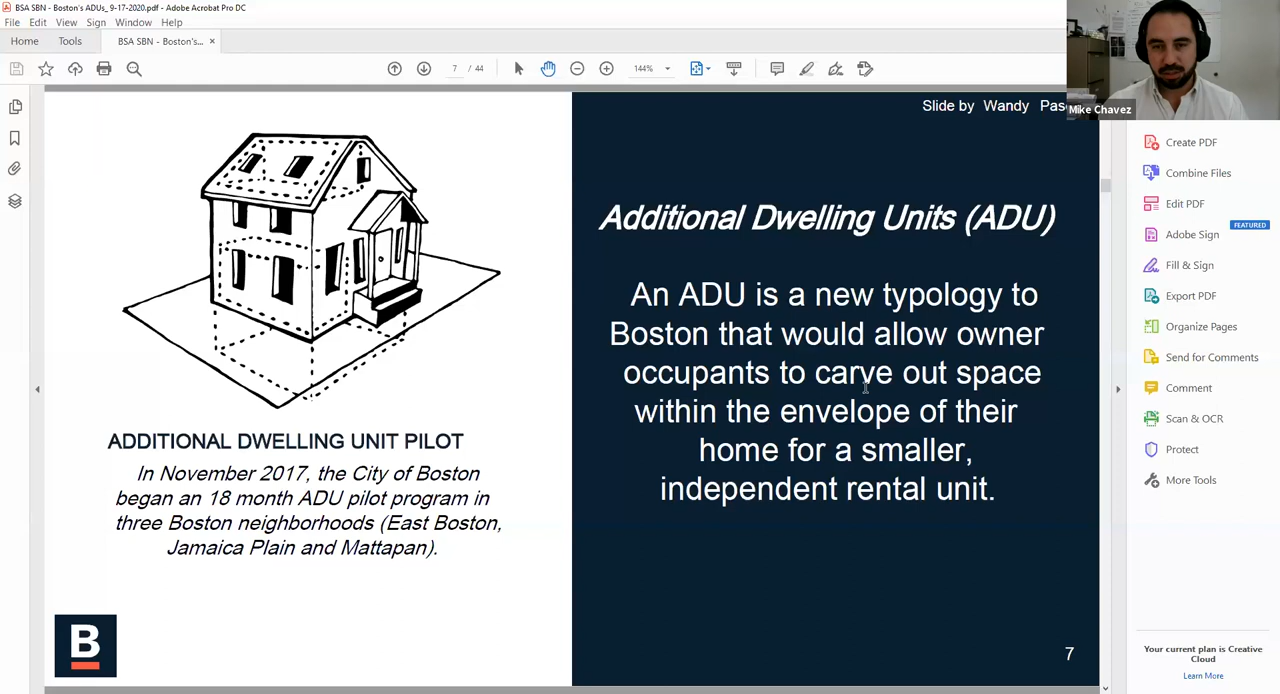 BSA SBN - Boston's ADUs_ 9-17-2020.pdf - Adobe Acrobat Pro DC
File Edit View Sign Window Help
Home Tools BSA SBN - Boston's... ×
7 / 44 144%
Slide by Wandy
Mike Chavez
Additional Dwelling Units (ADU)
An ADU is a new typology to
Boston that would allow owner
occupants to carve out space
within the envelope of their
home for a smaller,
independent rental unit.
ADDITIONAL DWELLING UNIT PILOT
In November 2017, the City of Boston
began an 18 month ADU pilot program in
three Boston neighborhoods (East Boston,
Jamaica Plain and Mattapan).
B
7
Create PDF
Combine Files
Edit PDF
FEATURED
Adobe Sign
Fill & Sign
Export PDF
Organize Pages
Send for Comments
Comment
Scan & OCR
Protect
More Tools
Your current plan is Creative
Cloud
Learn More